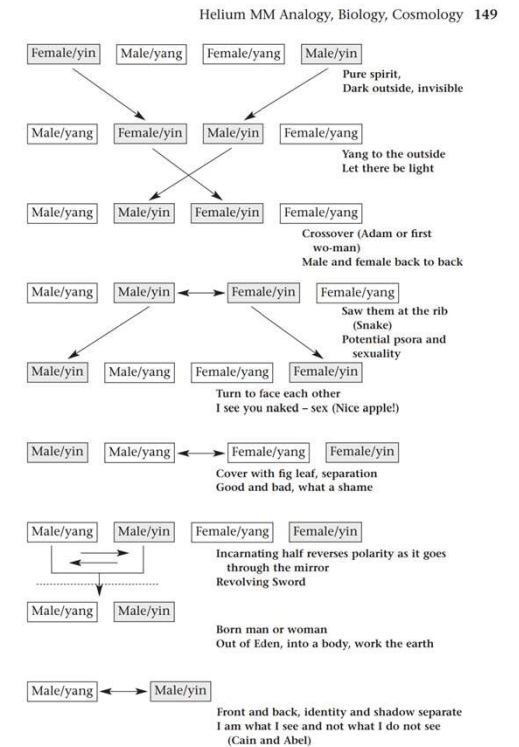 Helium MM Analogy, Biology, Cosmology 149
Female/yin Male/yang Female/yang Male/yin
Pure spirit,
Dark outside, invisible
Male/yang Female/yin Male/yin Female/yang
Yang to the outside
Let there be light
Male/yang Male/yin Female/yin Female/yang
Crossover (Adam or first
wo-man)
Male and female back to back
Male/yang Male/yin Female/yin Female/yang
Saw them at the rib
(Snake)
Potential psora and
sexuality
Male/yin Male/yang Female/yang Female/yin
Turn to face each other
I see you naked – sex (Nice apple!)
Male/yin Male/yang Female/yang Female/yin
Cover with fig leaf, separation
Good and bad, what a shame
Male/yang Male/yin Female/yang Female/yin
Incarnating half reverses polarity as it goes
through the mirror
Revolving Sword
Male/yang Male/yin
Born man or woman
Out of Eden, into a body, work the earth
Male/yang Male/yin
Front and back, identity and shadow separate
I am what I see and not what I do not see
(Cain and Abel)